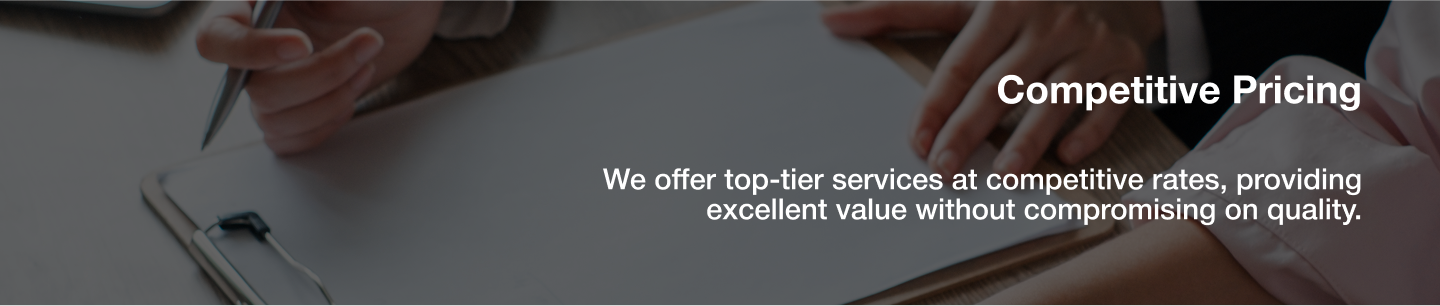 Competitive Pricing
We offer top-tier services at competitive rates, providing
excellent value without compromising on quality.